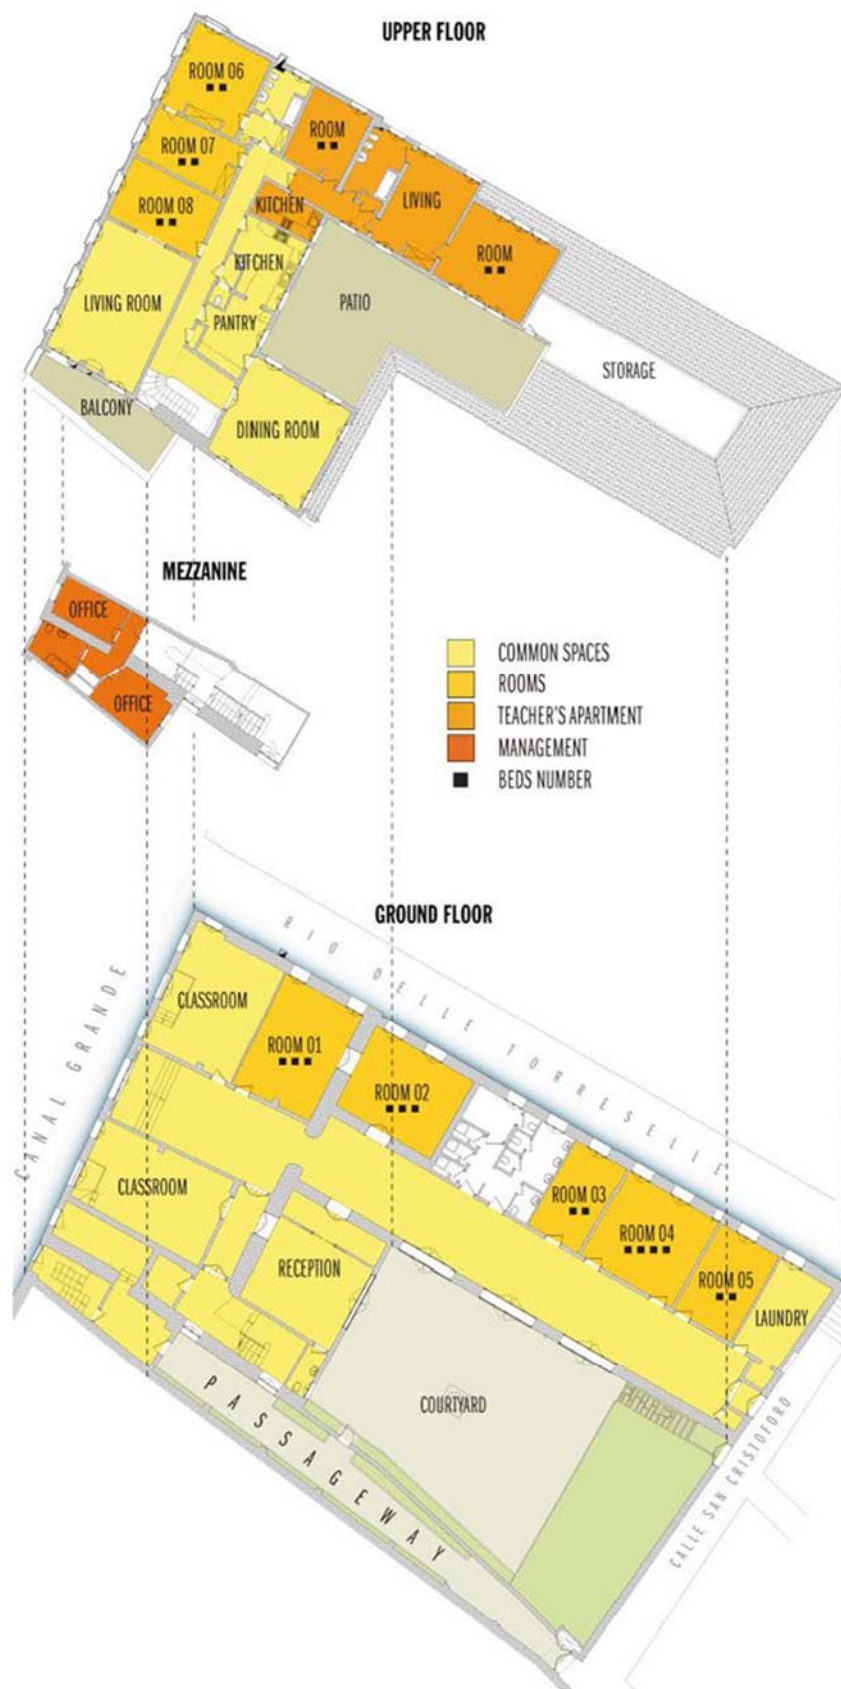 UPPER FLOOR
ROOM 06
ROOM
ROOM 07
LIVING
KITCHEN
ROOM 08
ROOM
KITCHEN
LIVING ROOM
PATIO
PANTRY
STORAGE
BALCONY
DINING ROOM
MEZZANINE
OFFICE
OFFICE
COMMON SPACES
ROOMS
TEACHER'S APARTMENT
MANAGEMENT
BEDS NUMBER
GROUND FLOOR
RIO DELLE TORRESELLE
CANAL GRANDE
CLASSROOM
ROOM 01
ROOM 02
CLASSROOM
ROOM 03
ROOM 04
RECEPTION
ROOM 05
LAUNDRY
COURTYARD
PASSAGEWAY
CALLE SAN CRISTOFORO